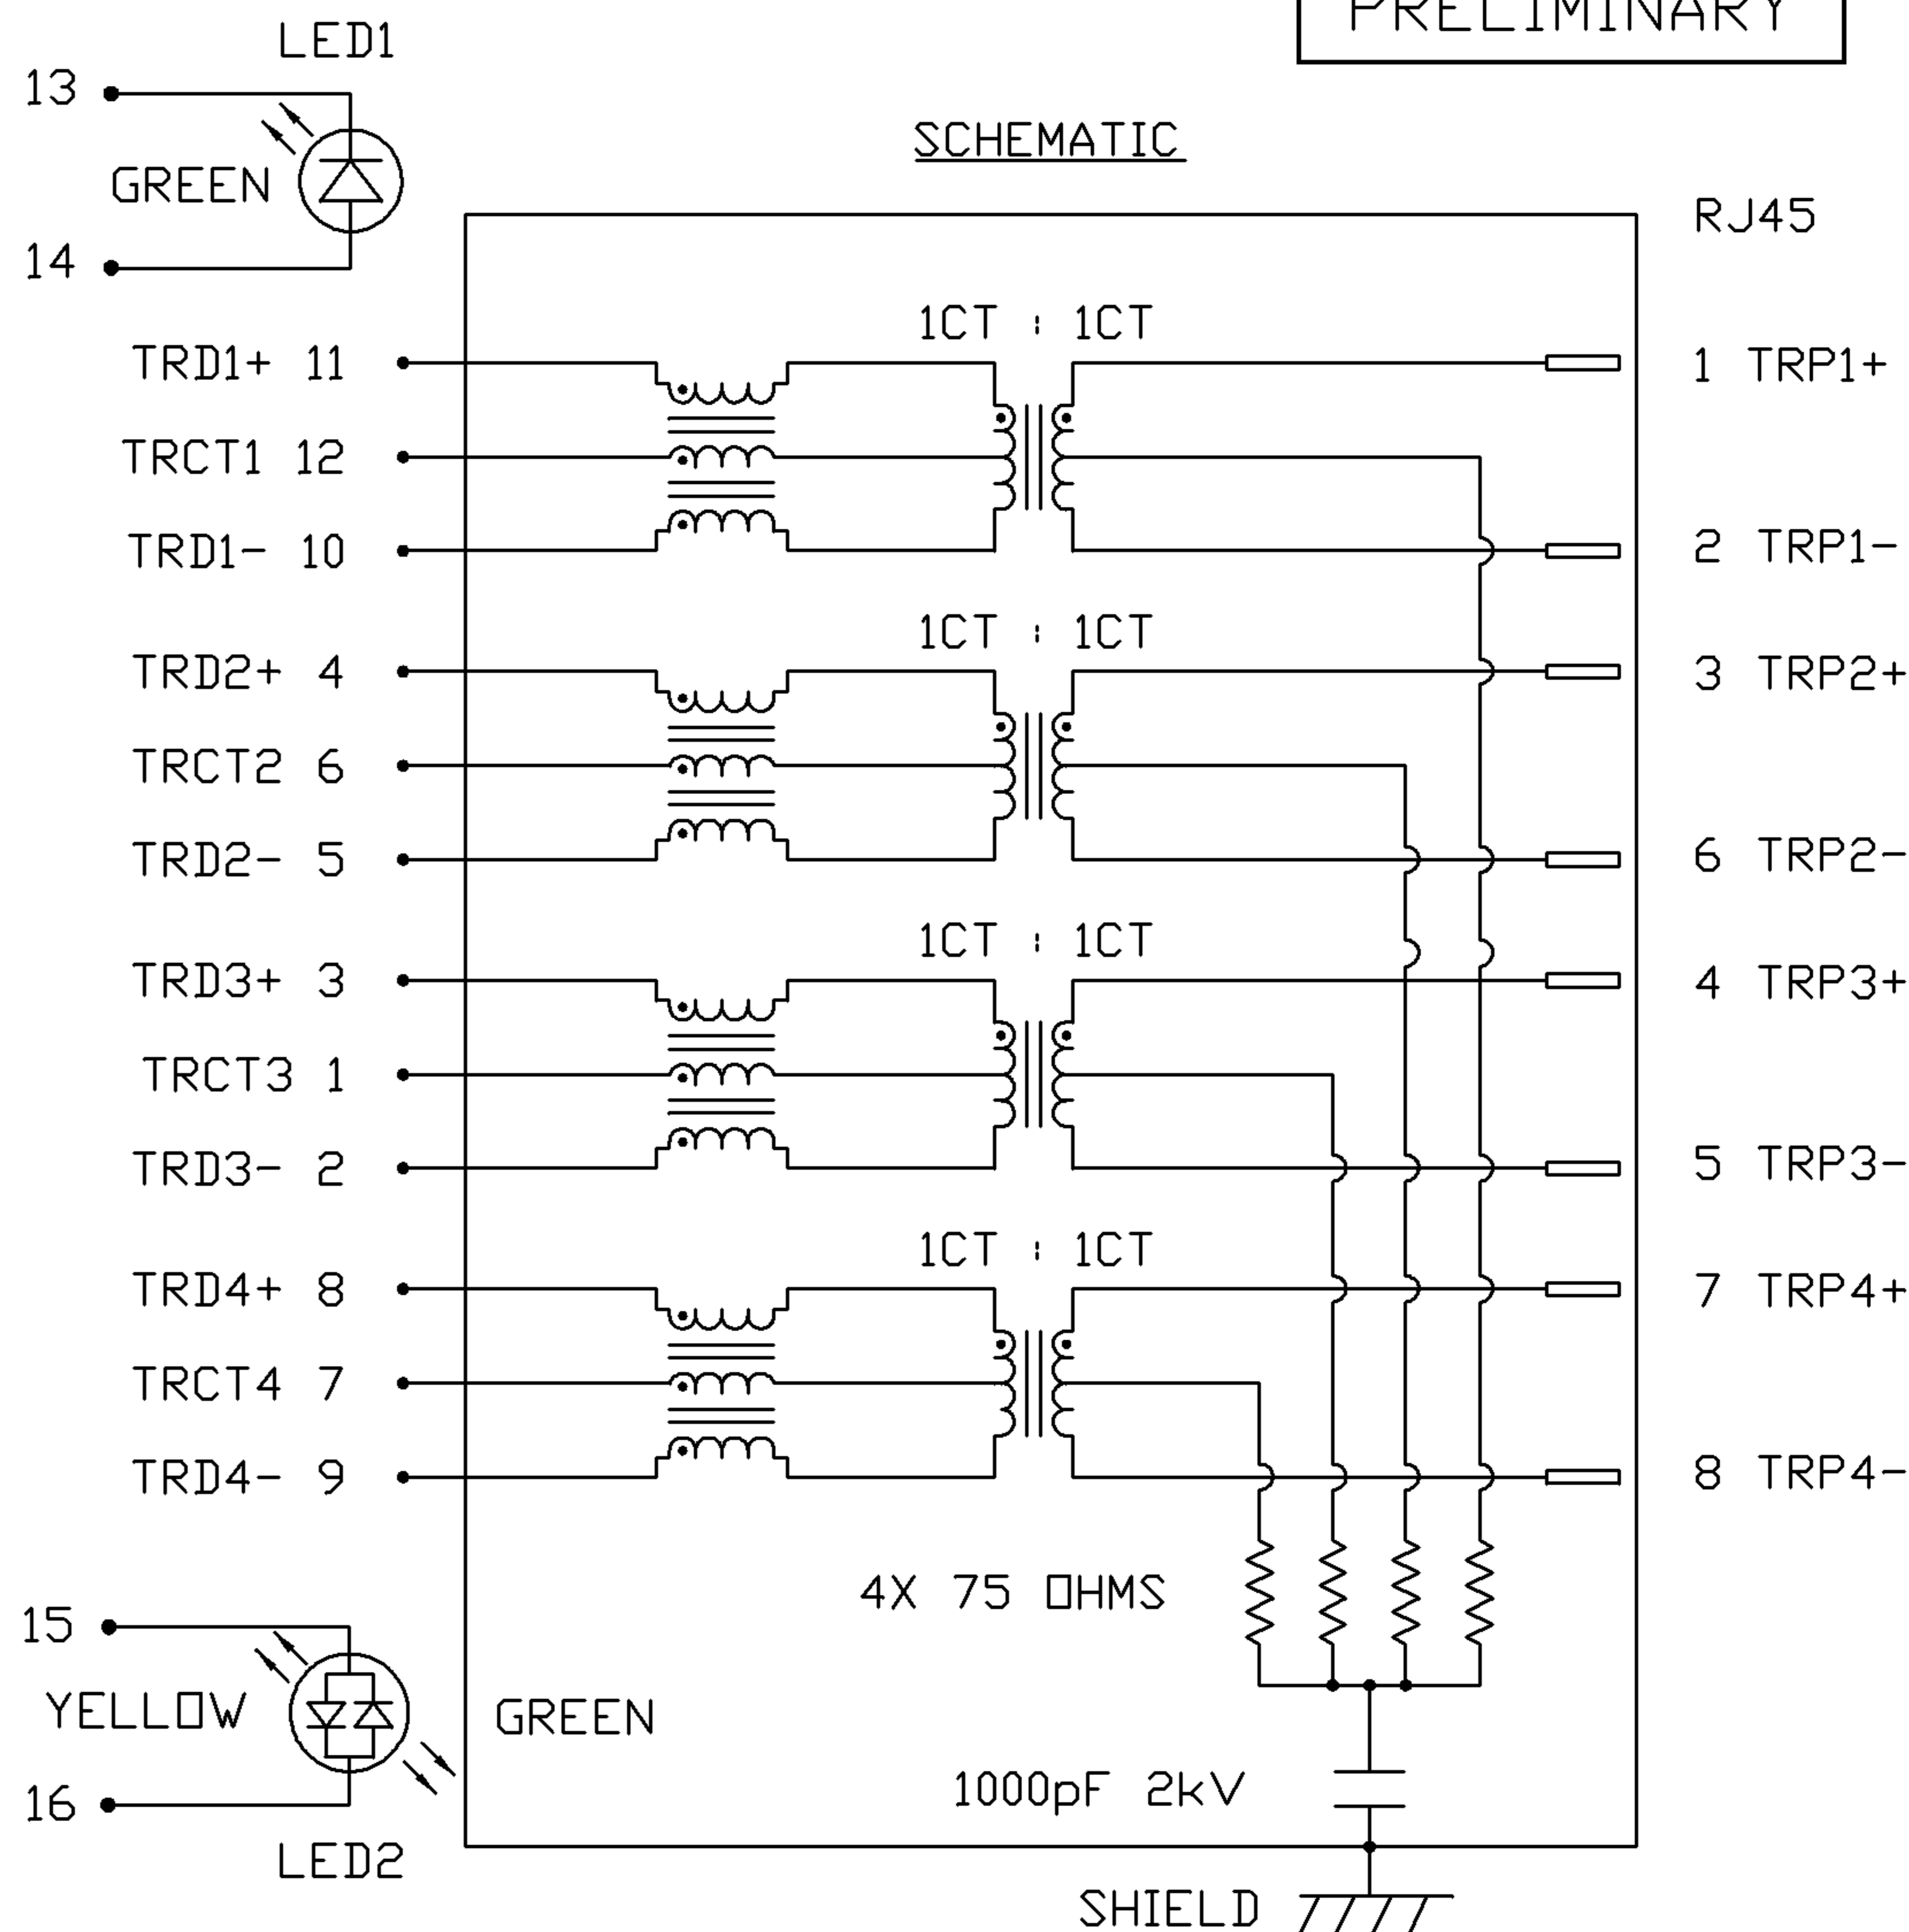 PRELIMINARY
LED1
13
GREEN
14
SCHEMATIC
RJ45
1CT : 1CT
TRD1+ 11
1 TRP1+
TRCT1 12
TRD1- 10
2 TRP1-
1CT : 1CT
TRD2+ 4
3 TRP2+
TRCT2 6
TRD2- 5
6 TRP2-
1CT : 1CT
TRD3+ 3
4 TRP3+
TRCT3 1
TRD3- 2
5 TRP3-
1CT : 1CT
TRD4+ 8
7 TRP4+
TRCT4 7
TRD4- 9
8 TRP4-
4X 75 OHMS
15
YELLOW
GREEN
16
LED2
1000pF 2kV
SHIELD